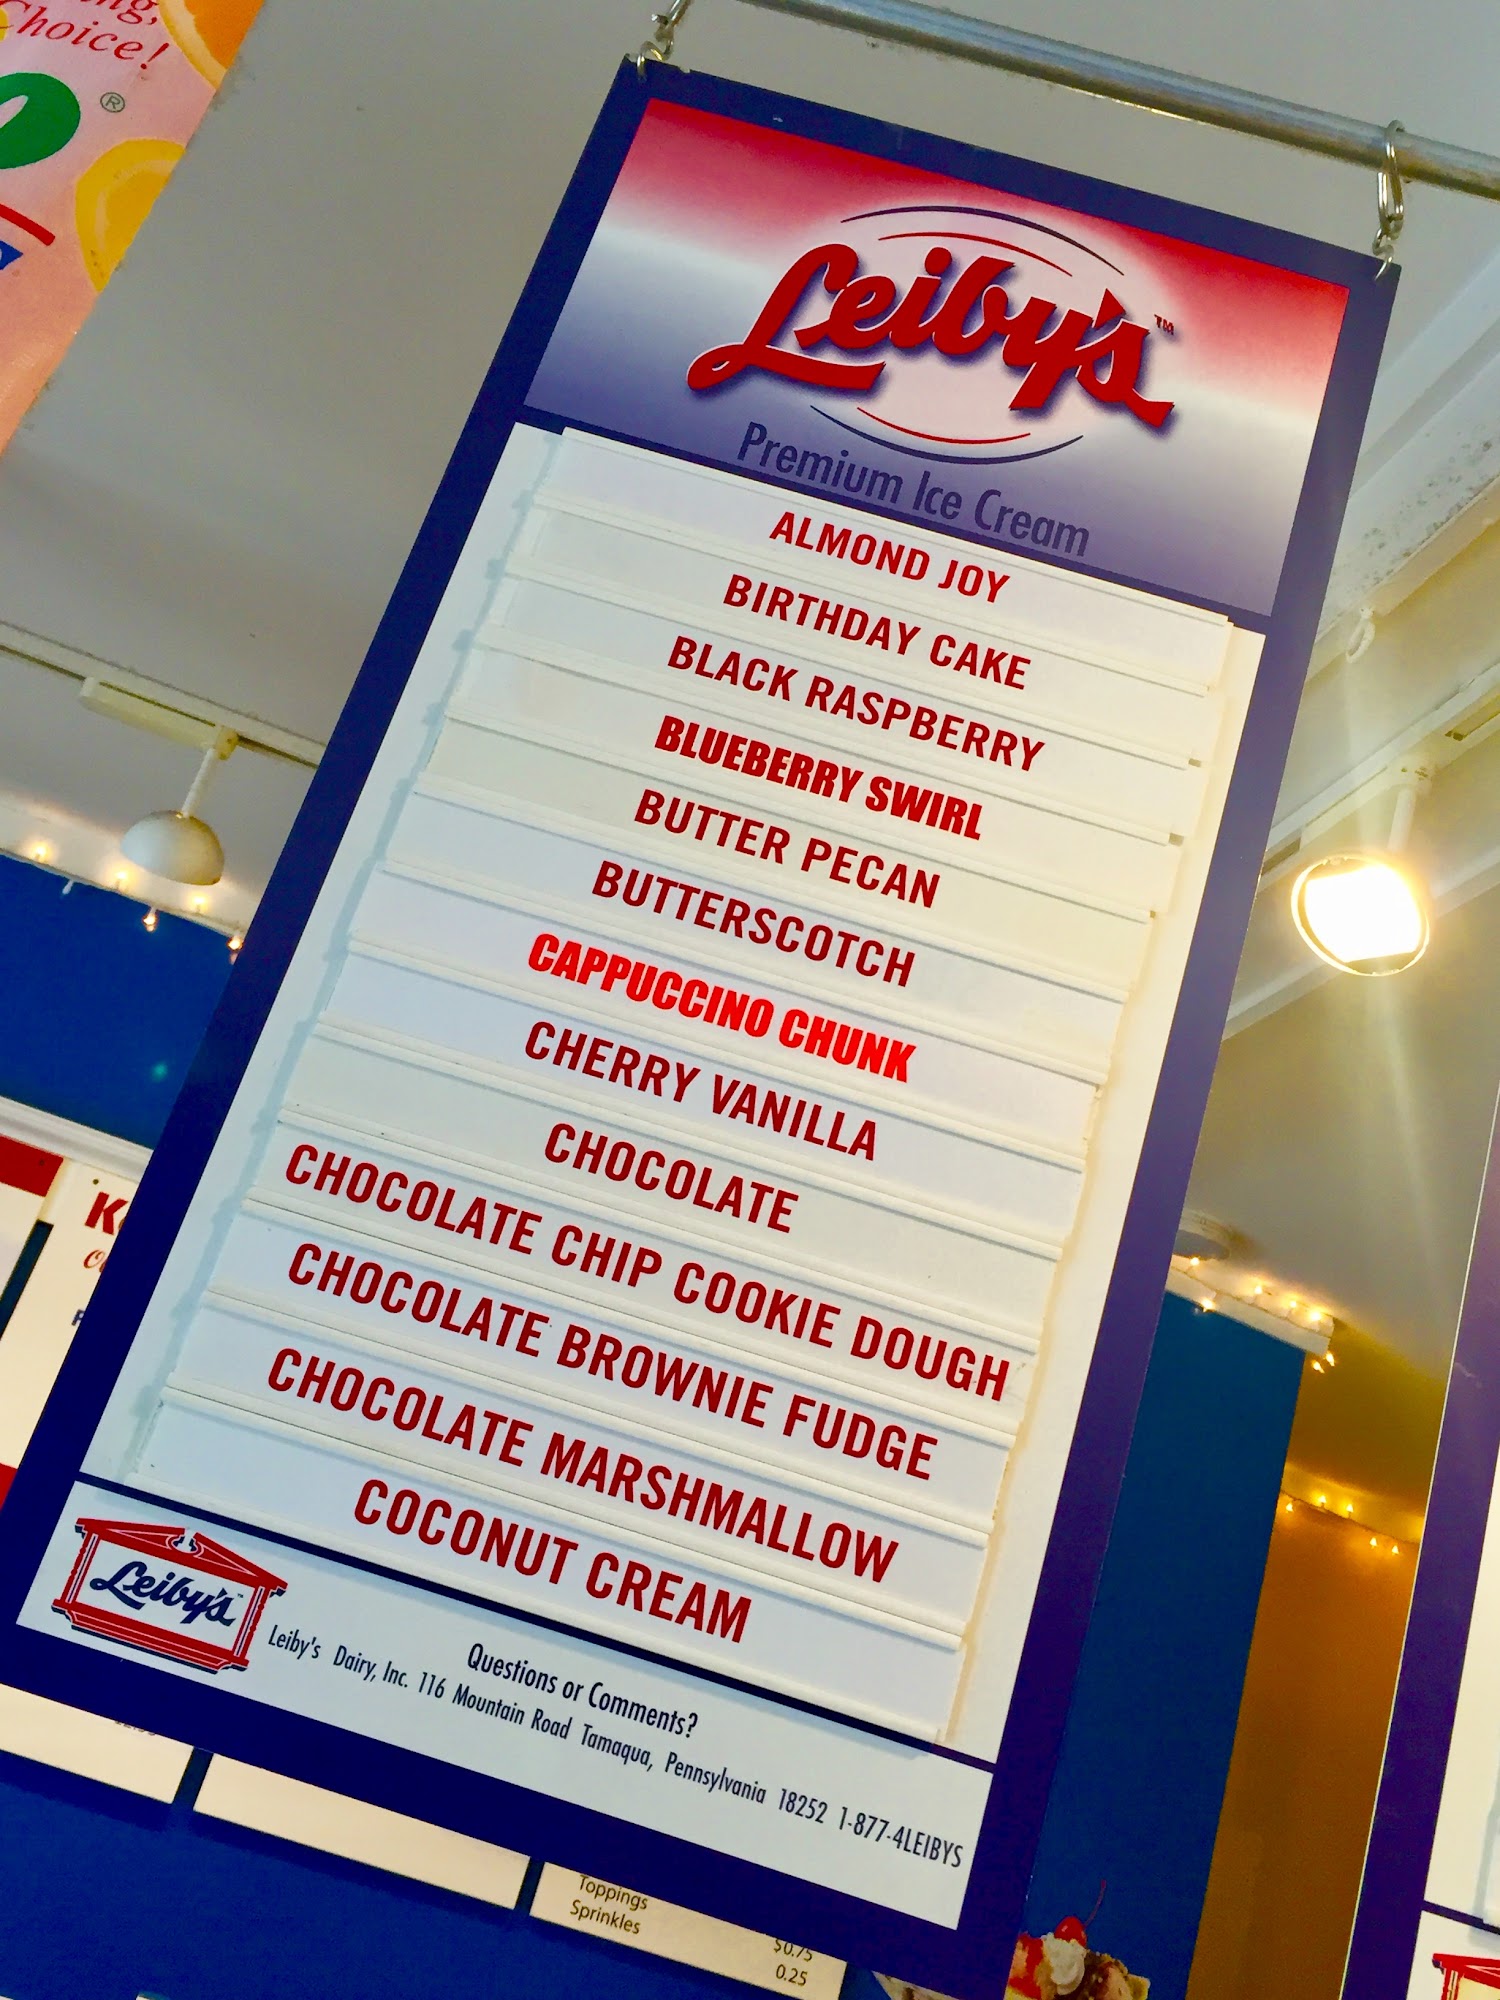 Choice!
®
Leiby's™
Premium Ice Cream
ALMOND JOY
BIRTHDAY CAKE
BLACK RASPBERRY
BLUEBERRY SWIRL
BUTTER PECAN
BUTTERSCOTCH
CAPPUCCINO CHUNK
CHERRY VANILLA
CHOCOLATE
CHOCOLATE CHIP COOKIE DOUGH
CHOCOLATE BROWNIE FUDGE
CHOCOLATE MARSHMALLOW
COCONUT CREAM
Leiby's
Questions or Comments?
Leiby's Dairy, Inc. 116 Mountain Road Tamaqua, Pennsylvania 18252 1-877-4LEIBYS
Toppings $0.75
Sprinkles 0.25